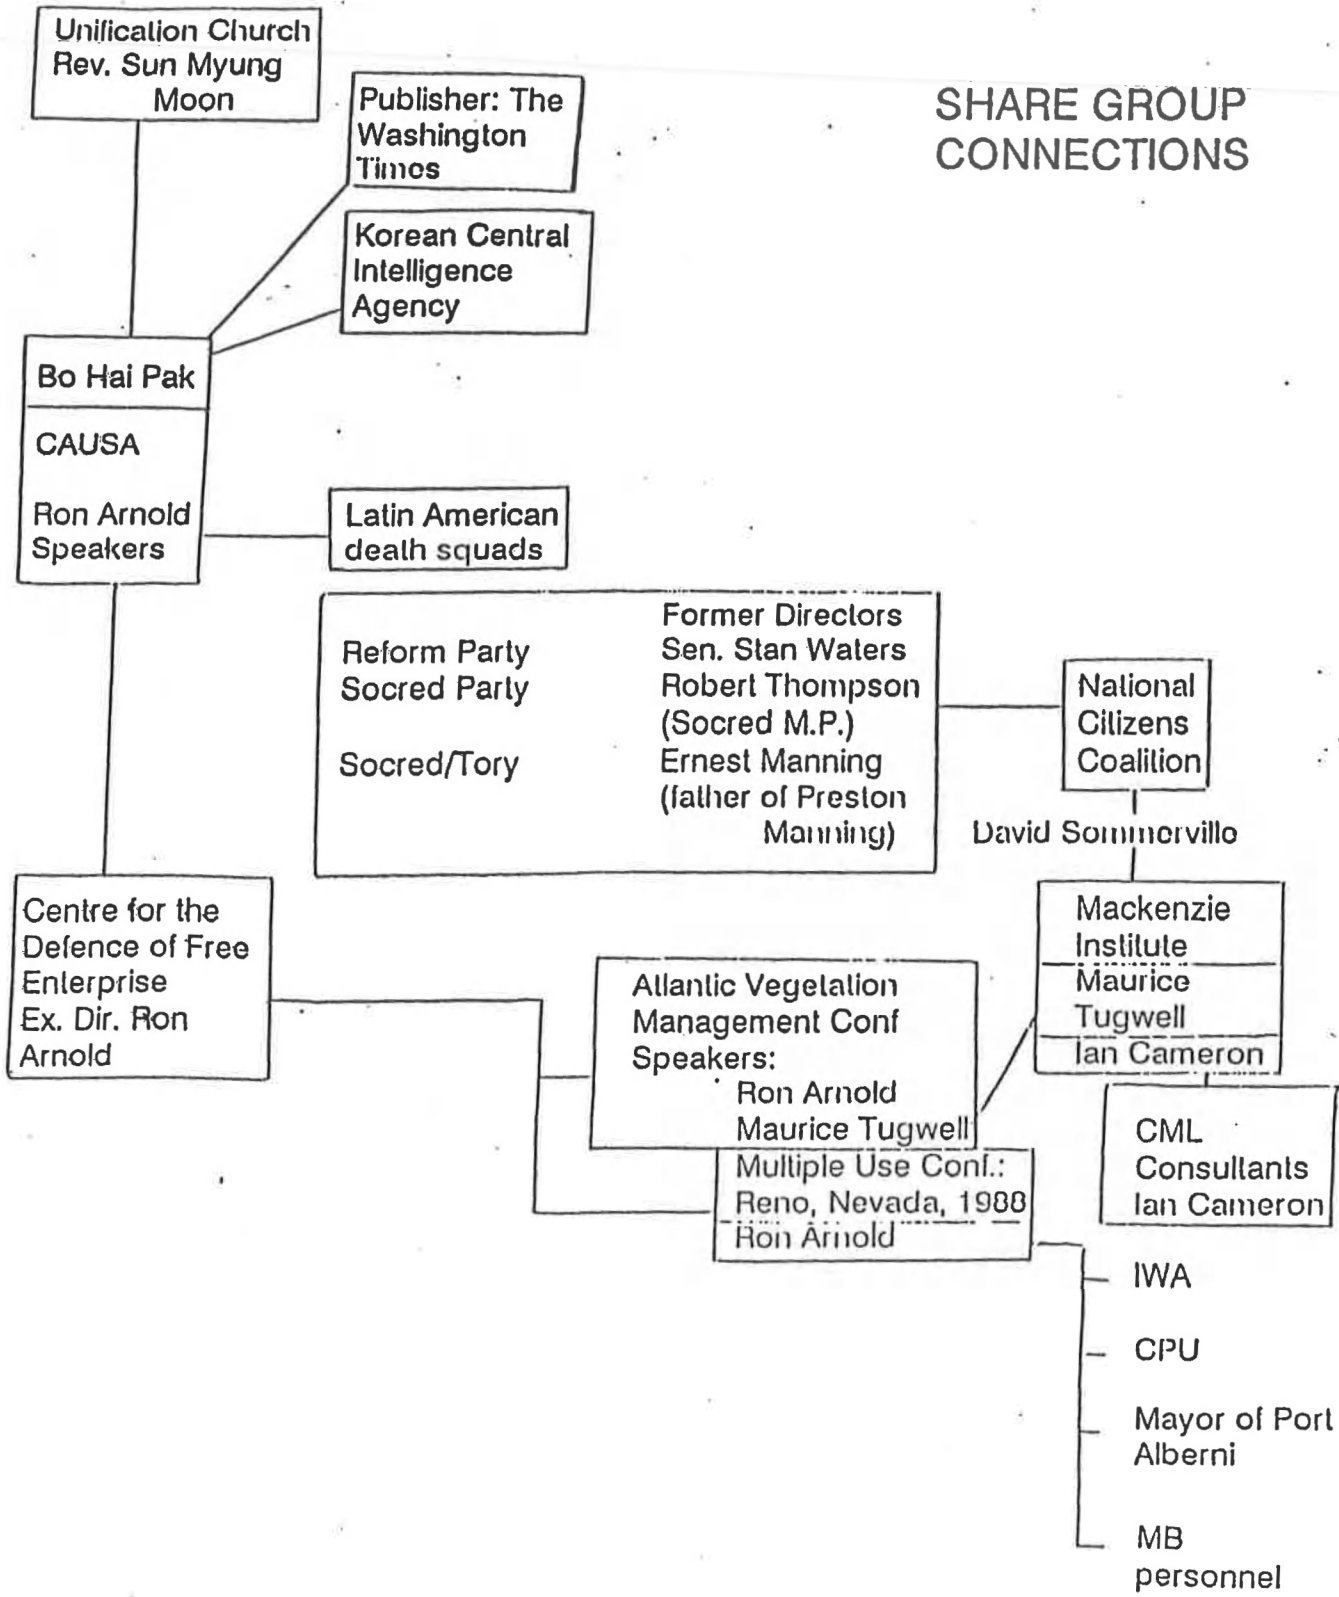 SHARE GROUP
CONNECTIONS
Unification Church
Rev. Sun Myung
Moon
Publisher: The
Washington
Times
Korean Central
Intelligence
Agency
Bo Hai Pak
CAUSA
Ron Arnold
Speakers
Latin American
death squads
Former Directors
Reform Party Sen. Stan Waters
Socred Party Robert Thompson
(Socred M.P.)
Socred/Tory Ernest Manning
(father of Preston
Manning)
National
Citizens
Coalition
David Sommerville
Mackenzie
Institute
Maurice
Tugwell
Ian Cameron
CML
Consultants
Ian Cameron
Centre for the
Defence of Free
Enterprise
Ex. Dir. Ron
Arnold
Atlantic Vegetation
Management Conf
Speakers:
Ron Arnold
Maurice Tugwell
Multiple Use Conf.:
Reno, Nevada, 1988
Ron Arnold
IWA
CPU
Mayor of Port
Alberni
MB
personnel